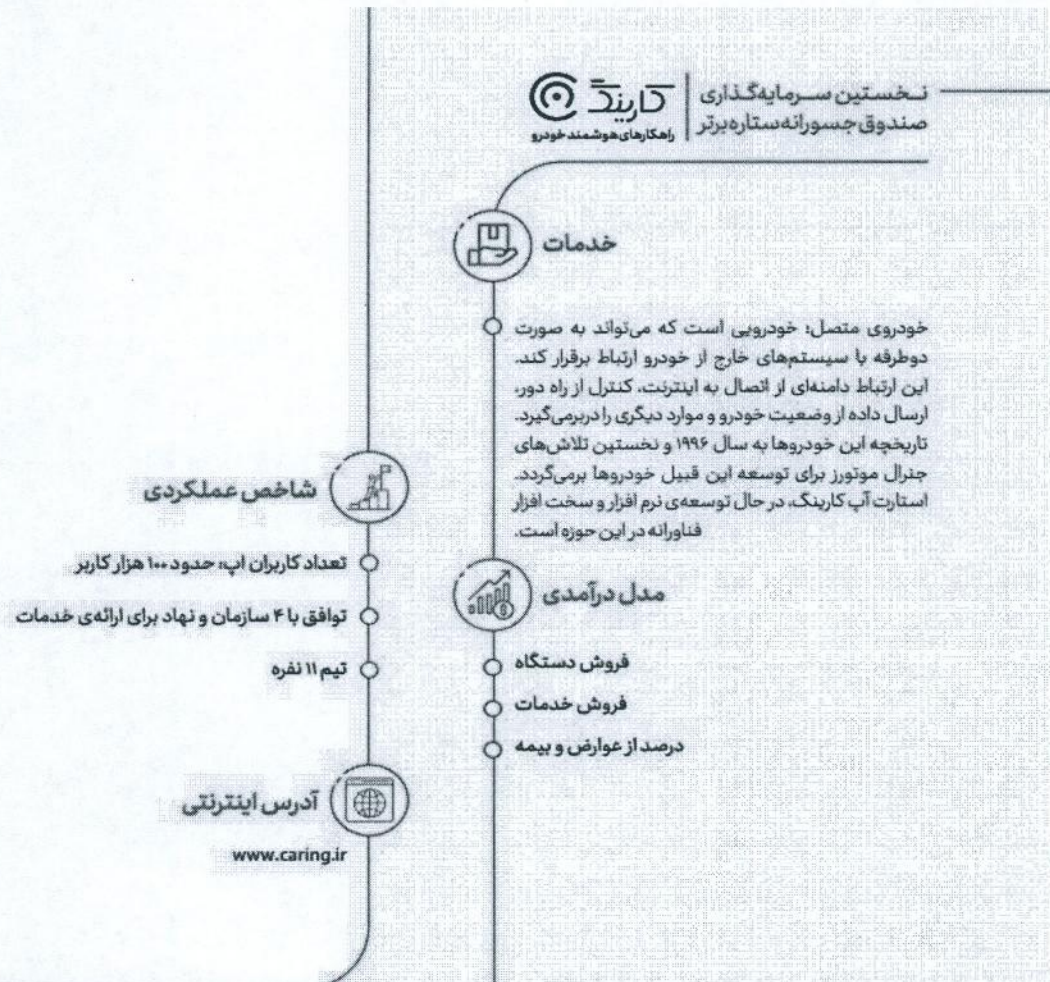 نـخستین ســرمایه‌گـذاری
صندوق جسورانه ستاره برتر
کارینگ
راهکارهای هوشمند خودرو
خدمات
خودروی متصل؛ خودرویی است که می‌تواند به صورت
دوطرفه با سیستم‌های خارج از خودرو ارتباط برقرار کند.
این ارتباط دامنه‌ای از اتصال به اینترنت، کنترل از راه دور،
ارسال داده از وضعیت خودرو و موارد دیگری را دربرمی‌گیرد.
تاریخچه این خودروها به سال ۱۹۹۶ و نخستین تلاش‌های
جنرال موتورز برای توسعه این قبیل خودروها برمی‌گردد.
استارت آپ کارینگ، در حال توسعه‌ی نرم افزار و سخت افزار
فناورانه در این حوزه است.
مدل درآمدی
فروش دستگاه
فروش خدمات
درصد از عوارض و بیمه
شاخص عملکردی
تعداد کاربران اپ: حدود ۱۰۰ هزار کاربر
توافق با ۴ سازمان و نهاد برای ارائه‌ی خدمات
تیم ۱۱ نفره
آدرس اینترنتی
www.caring.ir